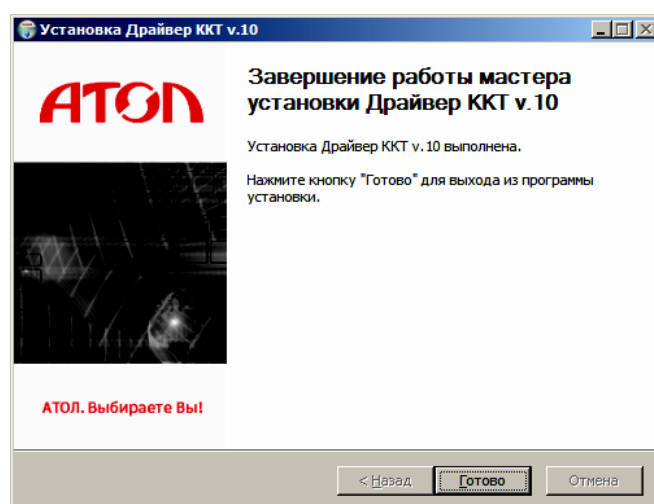 Установка Драйвер ККТ v.10
АТОЛ
Завершение работы мастера
установки Драйвер ККТ v.10
Установка Драйвер ККТ v.10 выполнена.
Нажмите кнопку "Готово" для выхода из программы
установки.
АТОЛ. Выбираете Вы!
< Назад
Готово
Отмена